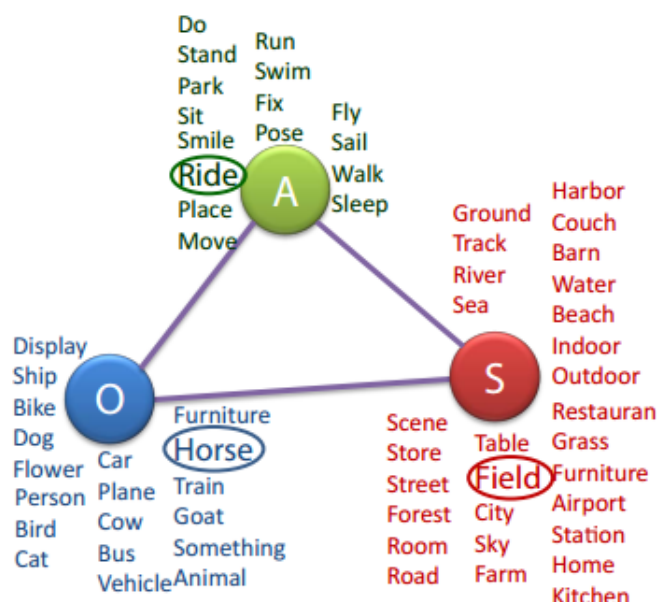 Do
Stand
Park
Sit
Smile
Ride
Place
Move
Run
Swim
Fix
Pose
Fly
Sail
Walk
Sleep
A
Ground
Track
River
Sea
Harbor
Couch
Barn
Water
Beach
Indoor
Outdoor
Restauran
Grass
Furniture
Airport
Station
Home
Kitchen
S
Scene
Store
Street
Forest
Room
Road
Table
Field
City
Sky
Farm
Display
Ship
Bike
Dog
Flower
Person
Bird
Cat
O
Car
Plane
Cow
Bus
Vehicle
Furniture
Horse
Train
Goat
Something
Animal